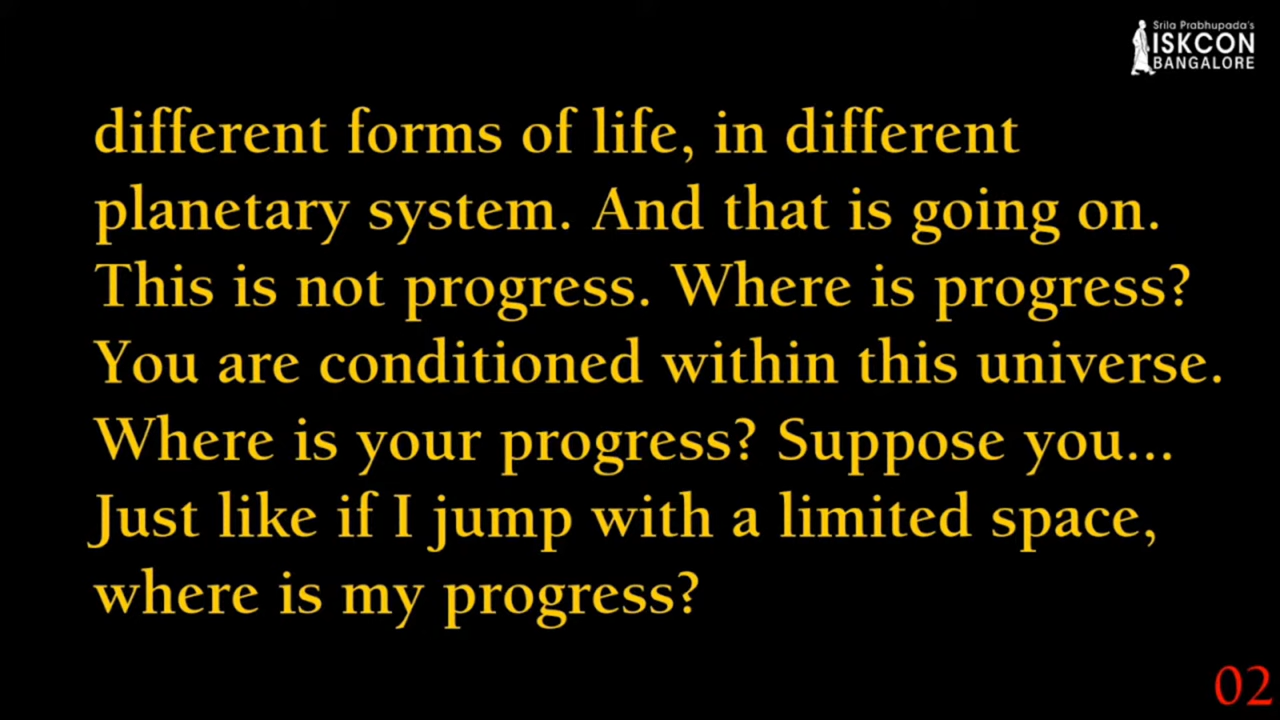 Srila Prabhupada's
ISKCON
BANGALORE
different forms of life, in different
planetary system. And that is going on.
This is not progress. Where is progress?
You are conditioned within this universe.
Where is your progress? Suppose you...
Just like if I jump with a limited space,
where is my progress?
02